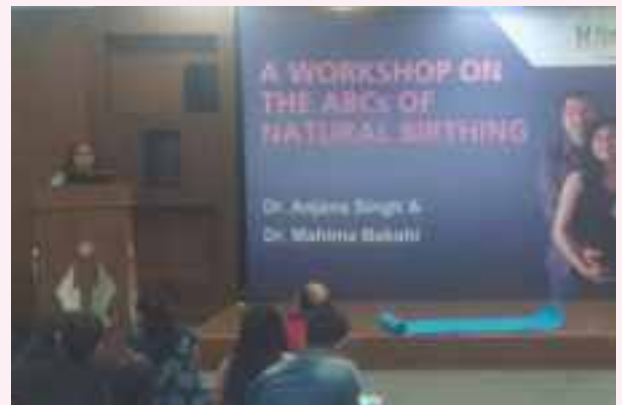 A WORKSHOP ON
THE ABCs OF
NATURAL BIRTHING
Dr. Anjana Singh &
Dr. Mahima Bakshi